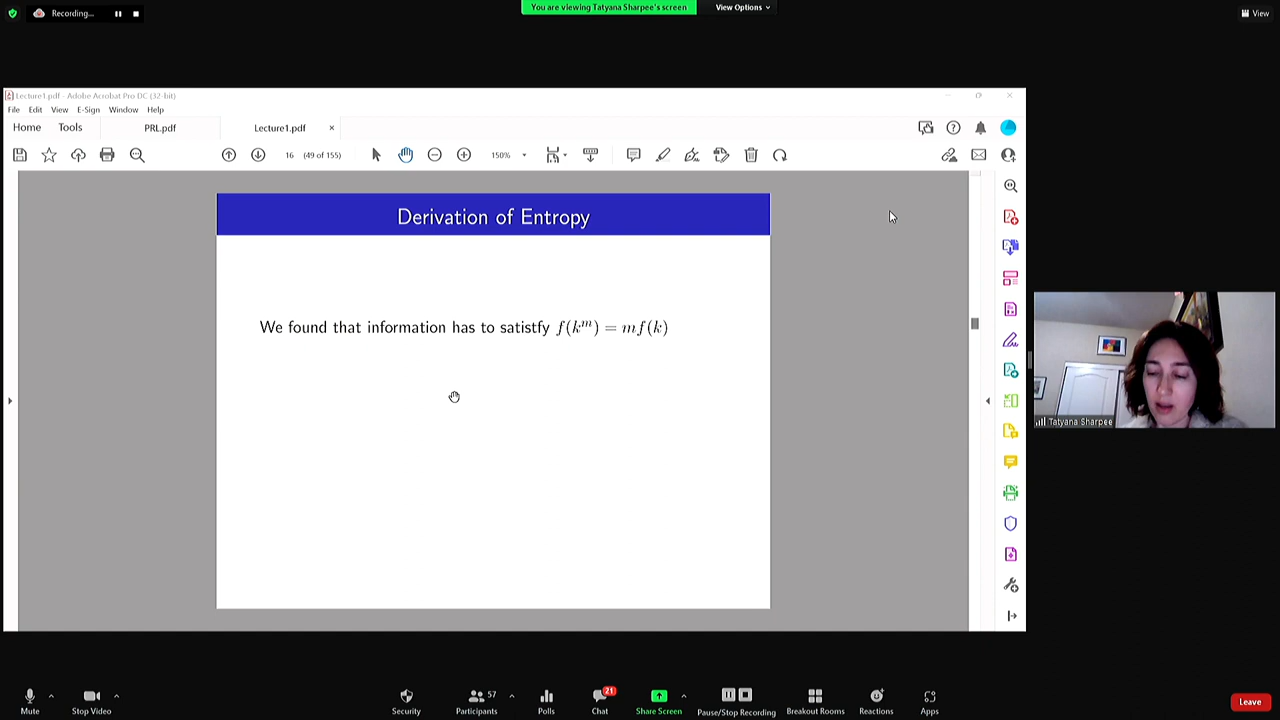 Recording...
You are viewing Tatyana Sharpee's screen
View Options
View
Lecture1.pdf - Adobe Acrobat Pro DC (32-bit)
File Edit View E-Sign Window Help
Home Tools PRL.pdf Lecture1.pdf ×
16 (49 of 155) 150%
Derivation of Entropy
We found that information has to satistfy f(k^m) = mf(k)
Tatyana Sharpee
57
21
Mute Stop Video Security Participants Polls Chat Share Screen Pause/Stop Recording Breakout Rooms Reactions Apps Leave